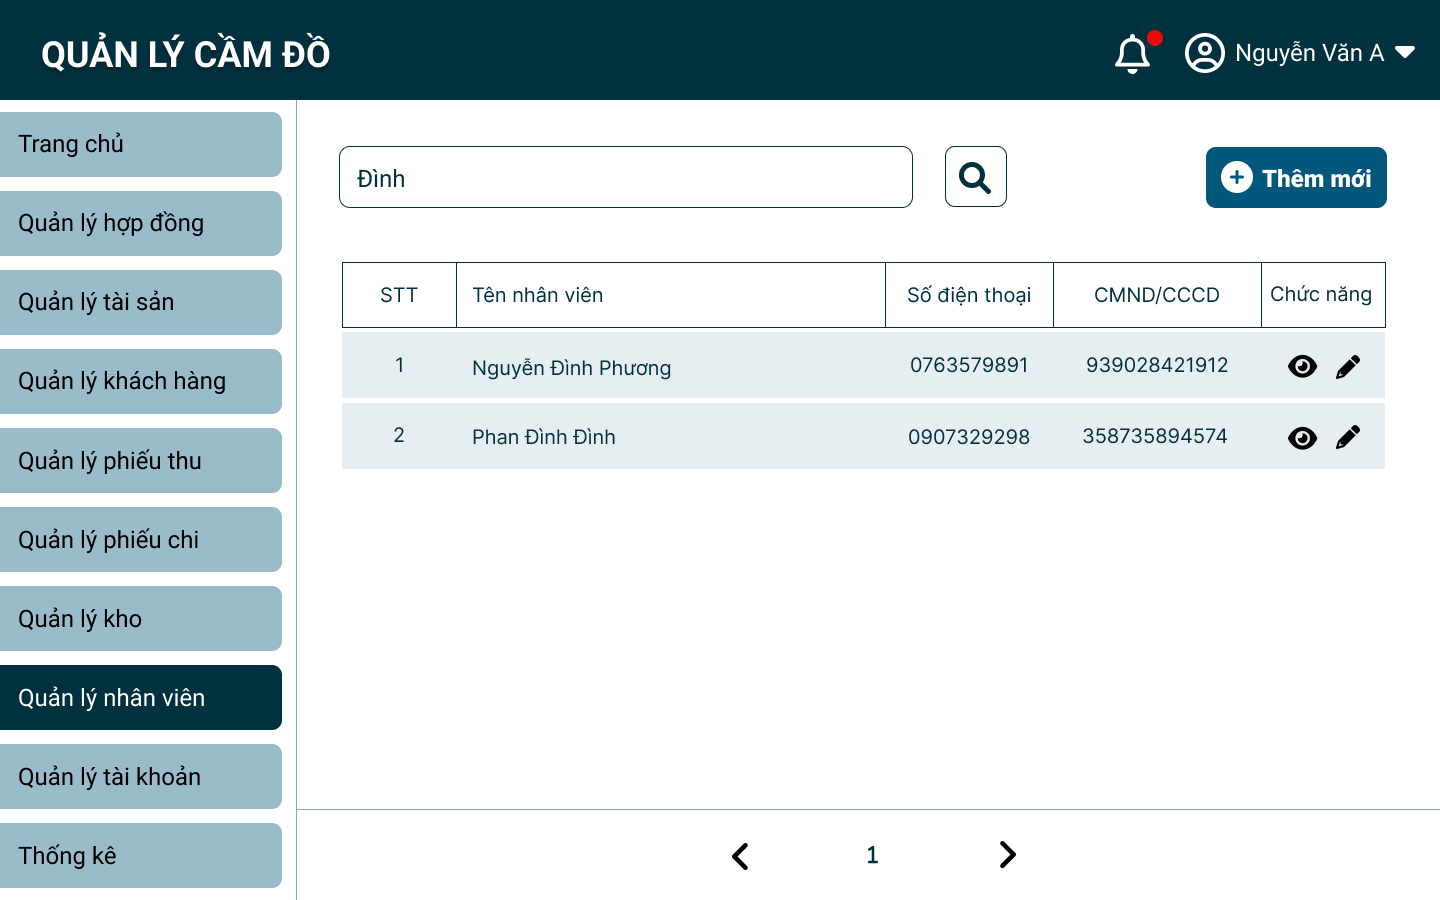 QUẢN LÝ CẦM ĐỒ
Nguyễn Văn A
Trang chủ
Quản lý hợp đồng
Quản lý tài sản
Quản lý khách hàng
Quản lý phiếu thu
Quản lý phiếu chi
Quản lý kho
Quản lý nhân viên
Quản lý tài khoản
Thống kê
Đình
Thêm mới
STT Tên nhân viên Số điện thoại CMND/CCCD Chức năng
1 Nguyễn Đình Phương 0763579891 939028421912
2 Phan Đình Đình 0907329298 358735894574
1